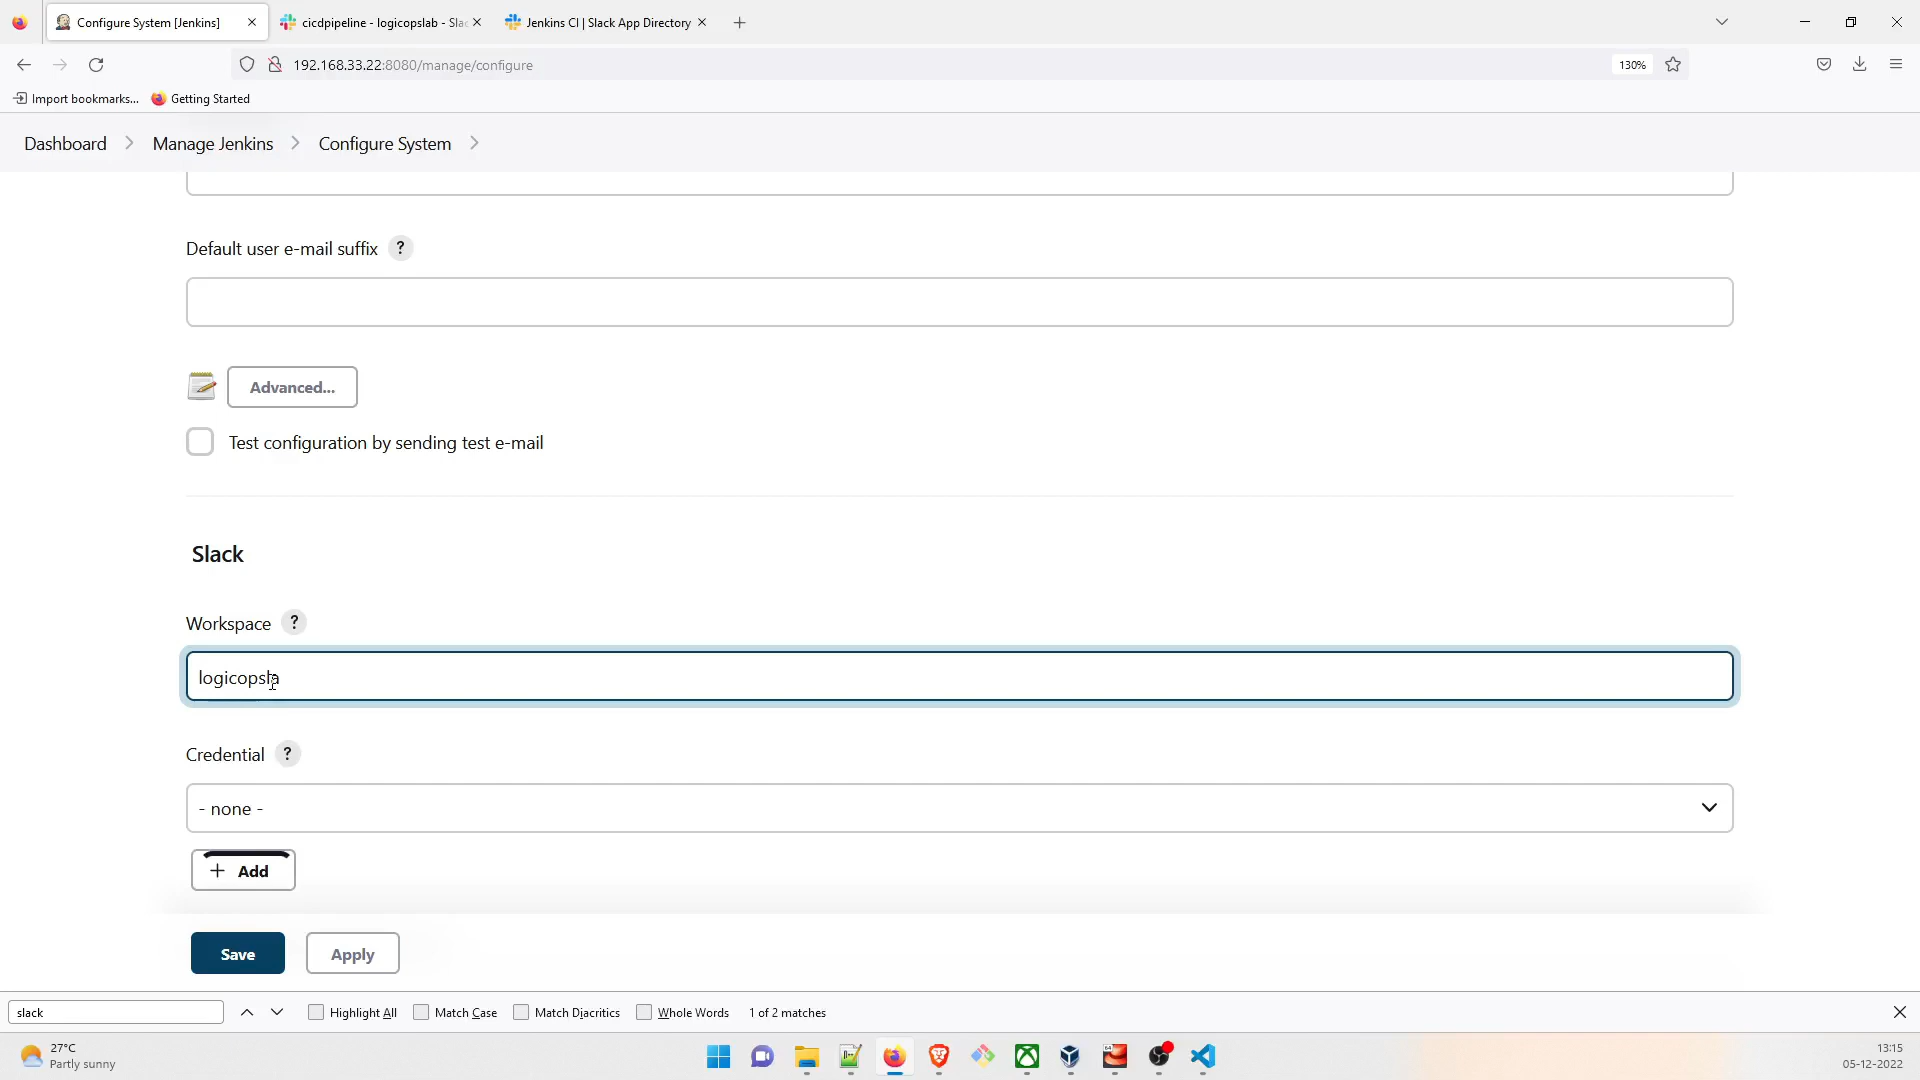 Configure System [Jenkins]
cicdpipeline - logicopslab - Sla
Jenkins CI | Slack App Directory
192.168.33.22:8080/manage/configure
130%
Import bookmarks...
Getting Started
Dashboard
Manage Jenkins
Configure System
Default user e-mail suffix ?
Advanced...
Test configuration by sending test e-mail
Slack
Workspace ?
logicopsla
Credential ?
- none -
+ Add
Save
Apply
slack
Highlight All
Match Case
Match Diacritics
Whole Words
1 of 2 matches
27°C
Partly sunny
13:15
05-12-2022